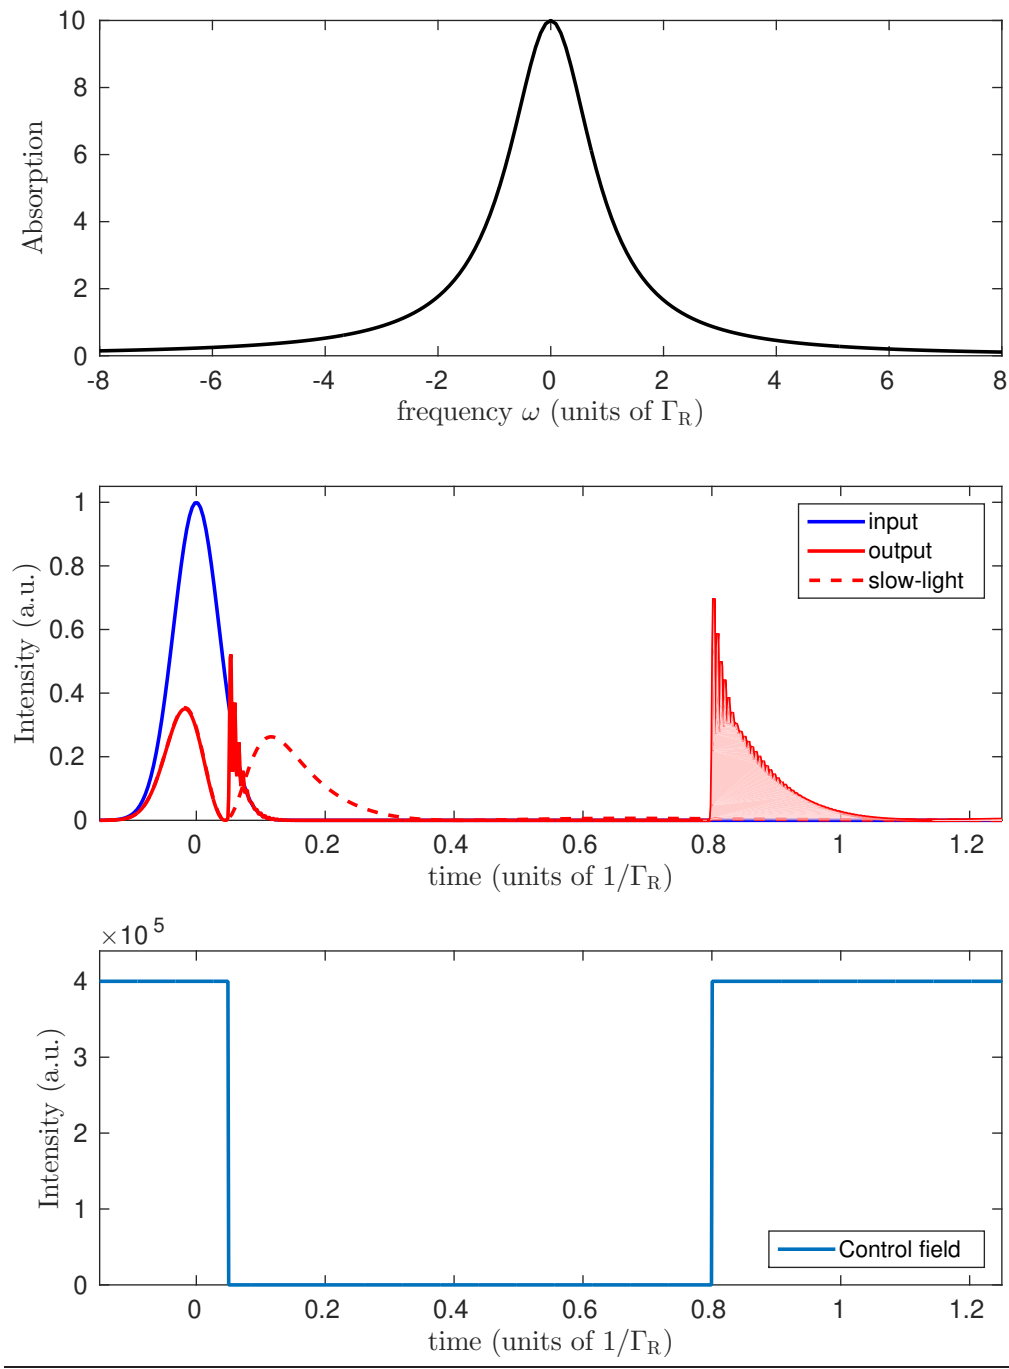 10
8
6
4
2
0
Absorption
-8 -6 -4 -2 0 2 4 6 8
frequency ω (units of Γ_R)
1
0.8
0.6
0.4
0.2
0
Intensity (a.u.)
input
output
slow-light
0 0.2 0.4 0.6 0.8 1 1.2
time (units of 1/Γ_R)
×10^5
4
3
2
1
0
Intensity (a.u.)
Control field
0 0.2 0.4 0.6 0.8 1 1.2
time (units of 1/Γ_R)